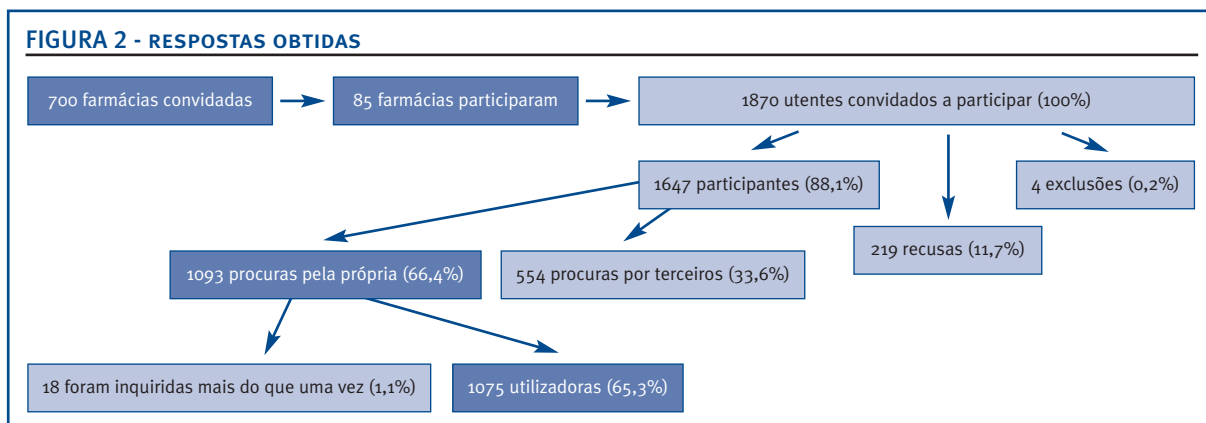 FIGURA 2 - RESPOSTAS OBTIDAS
700 farmácias convidadas
85 farmácias participaram
1870 utentes convidados a participar (100%)
1647 participantes (88,1%)
4 exclusões (0,2%)
219 recusas (11,7%)
1093 procuras pela própria (66,4%)
554 procuras por terceiros (33,6%)
18 foram inquiridas mais do que uma vez (1,1%)
1075 utilizadoras (65,3%)